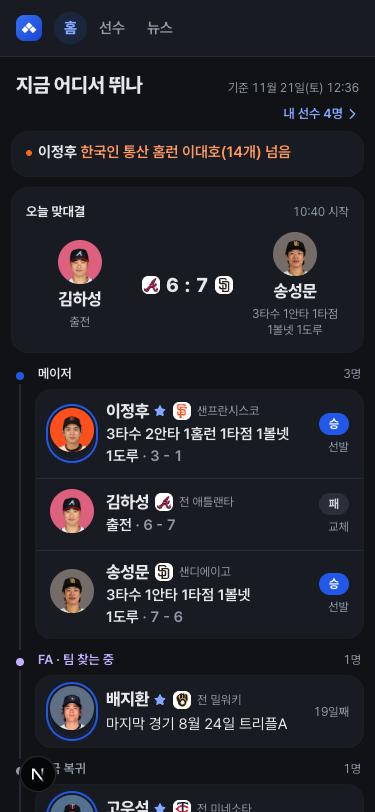 홈 선수 뉴스
지금 어디서 뛰나
기준 11월 21일(토) 12:36
내 선수 4명 >
이정후 한국인 통산 홈런 이대호(14개) 넘음
오늘 맞대결 10:40 시작
6 : 7
김하성
출전
송성문
3타수 1안타 1타점
1볼넷 1도루
메이저 3명
이정후 샌프란시스코
3타수 2안타 1홈런 1타점 1볼넷
1도루 · 3 - 1
승
선발
김하성 전 애틀랜타
출전 · 6 - 7
패
교체
송성문 샌디에이고
3타수 1안타 1타점 1볼넷
1도루 · 7 - 6
승
선발
FA · 팀 찾는 중 1명
배지환 전 밀워키
마지막 경기 8월 24일 트리플A
19일째
N
복귀 1명
고우석 전 미네소타